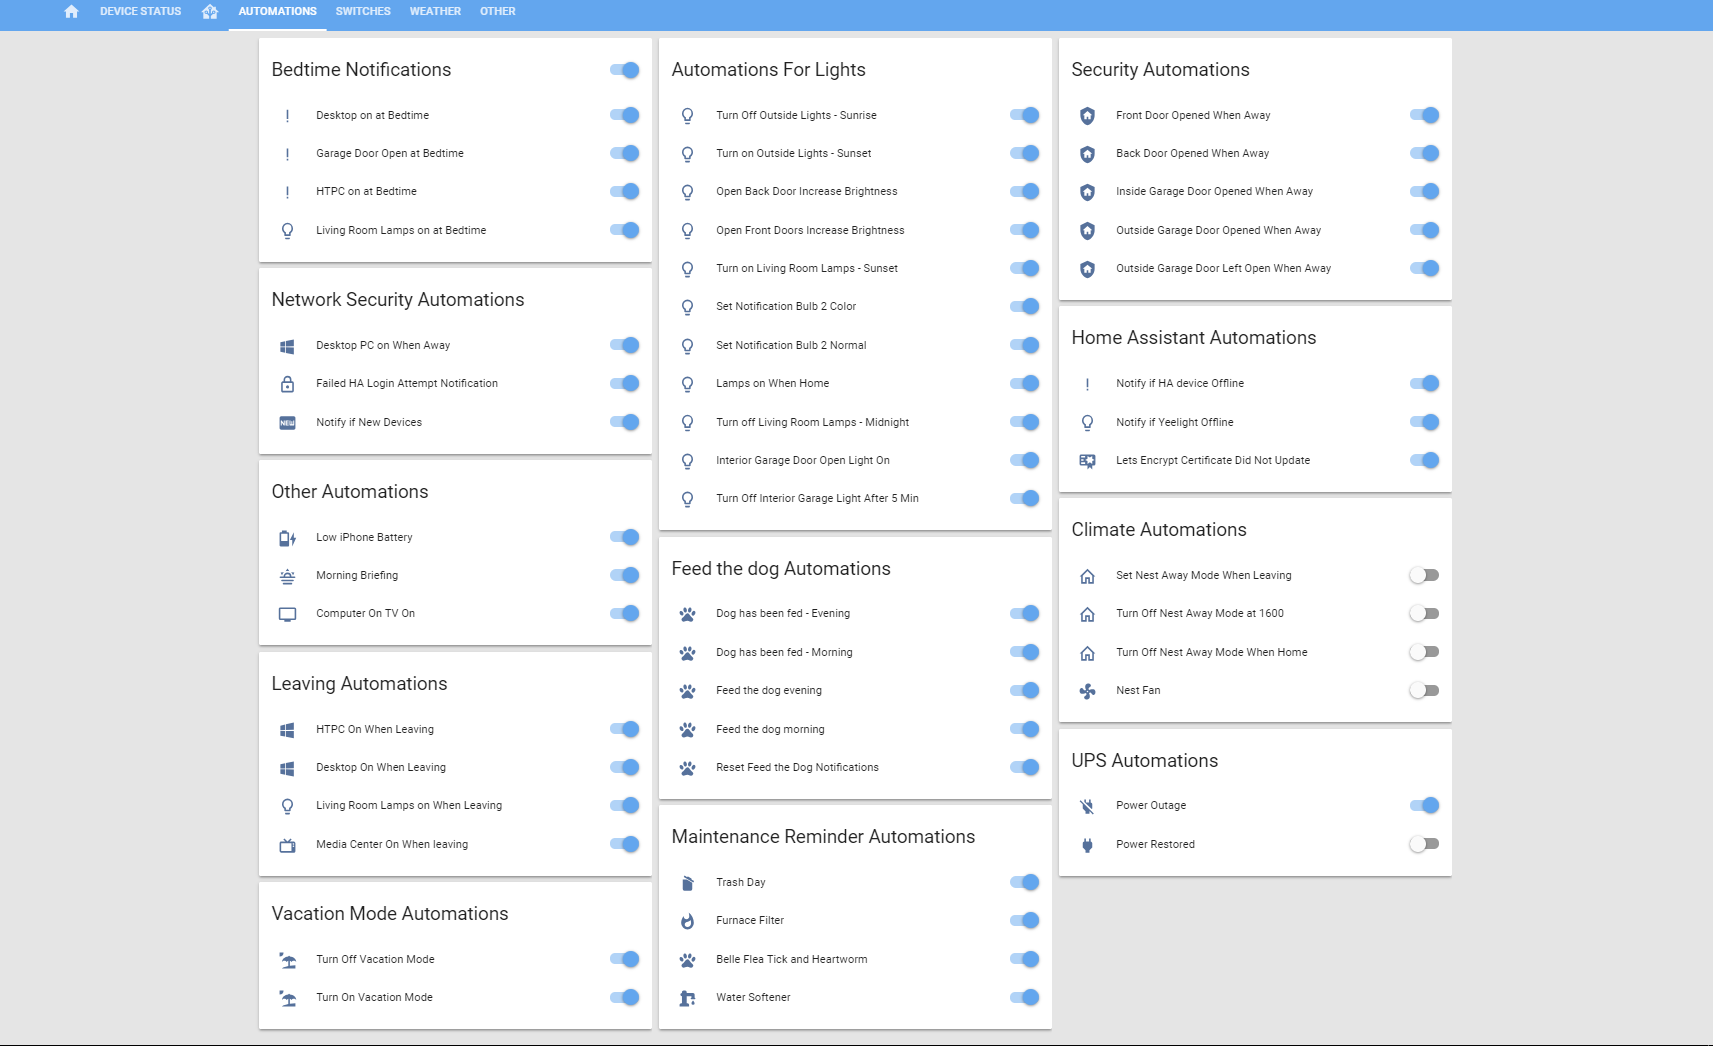 DEVICE STATUS
AUTOMATIONS
SWITCHES
WEATHER
OTHER
Bedtime Notifications
Desktop on at Bedtime
Garage Door Open at Bedtime
HTPC on at Bedtime
Living Room Lamps on at Bedtime
Network Security Automations
Desktop PC on When Away
Failed HA Login Attempt Notification
NEW
Notify if New Devices
Other Automations
Low iPhone Battery
Morning Briefing
Computer On TV On
Leaving Automations
HTPC On When Leaving
Desktop On When Leaving
Living Room Lamps on When Leaving
Media Center On When leaving
Vacation Mode Automations
Turn Off Vacation Mode
Turn On Vacation Mode
Automations For Lights
Turn Off Outside Lights - Sunrise
Turn on Outside Lights - Sunset
Open Back Door Increase Brightness
Open Front Doors Increase Brightness
Turn on Living Room Lamps - Sunset
Set Notification Bulb 2 Color
Set Notification Bulb 2 Normal
Lamps on When Home
Turn off Living Room Lamps - Midnight
Interior Garage Door Open Light On
Turn Off Interior Garage Light After 5 Min
Feed the dog Automations
Dog has been fed - Evening
Dog has been fed - Morning
Feed the dog evening
Feed the dog morning
Reset Feed the Dog Notifications
Maintenance Reminder Automations
Trash Day
Furnace Filter
Belle Flea Tick and Heartworm
Water Softener
Security Automations
Front Door Opened When Away
Back Door Opened When Away
Inside Garage Door Opened When Away
Outside Garage Door Opened When Away
Outside Garage Door Left Open When Away
Home Assistant Automations
Notify if HA device Offline
Notify if Yeelight Offline
Lets Encrypt Certificate Did Not Update
Climate Automations
Set Nest Away Mode When Leaving
Turn Off Nest Away Mode at 1600
Turn Off Nest Away Mode When Home
Nest Fan
UPS Automations
Power Outage
Power Restored